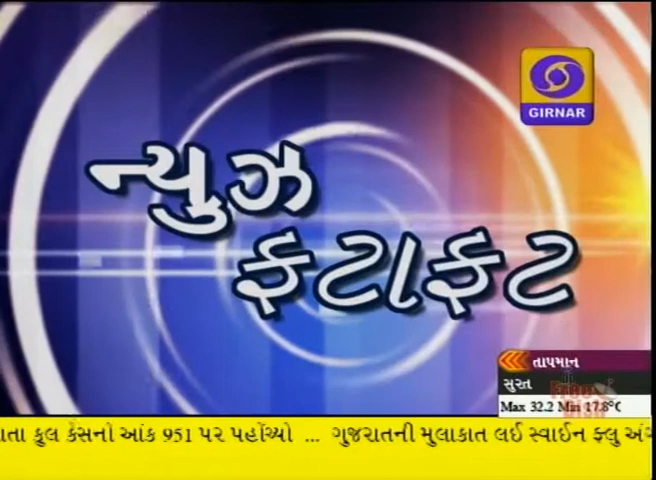 GIRNAR
ન્યુઝ
ફટાફટ
તાપમાન
સુરત
Max 32.2 Min 17.8°C
કુલ કેસનો આંક 951 પર પહોંચ્યો ... ગુજરાતની મુલાકાત લઈ સ્વાઈન ફ્લુ